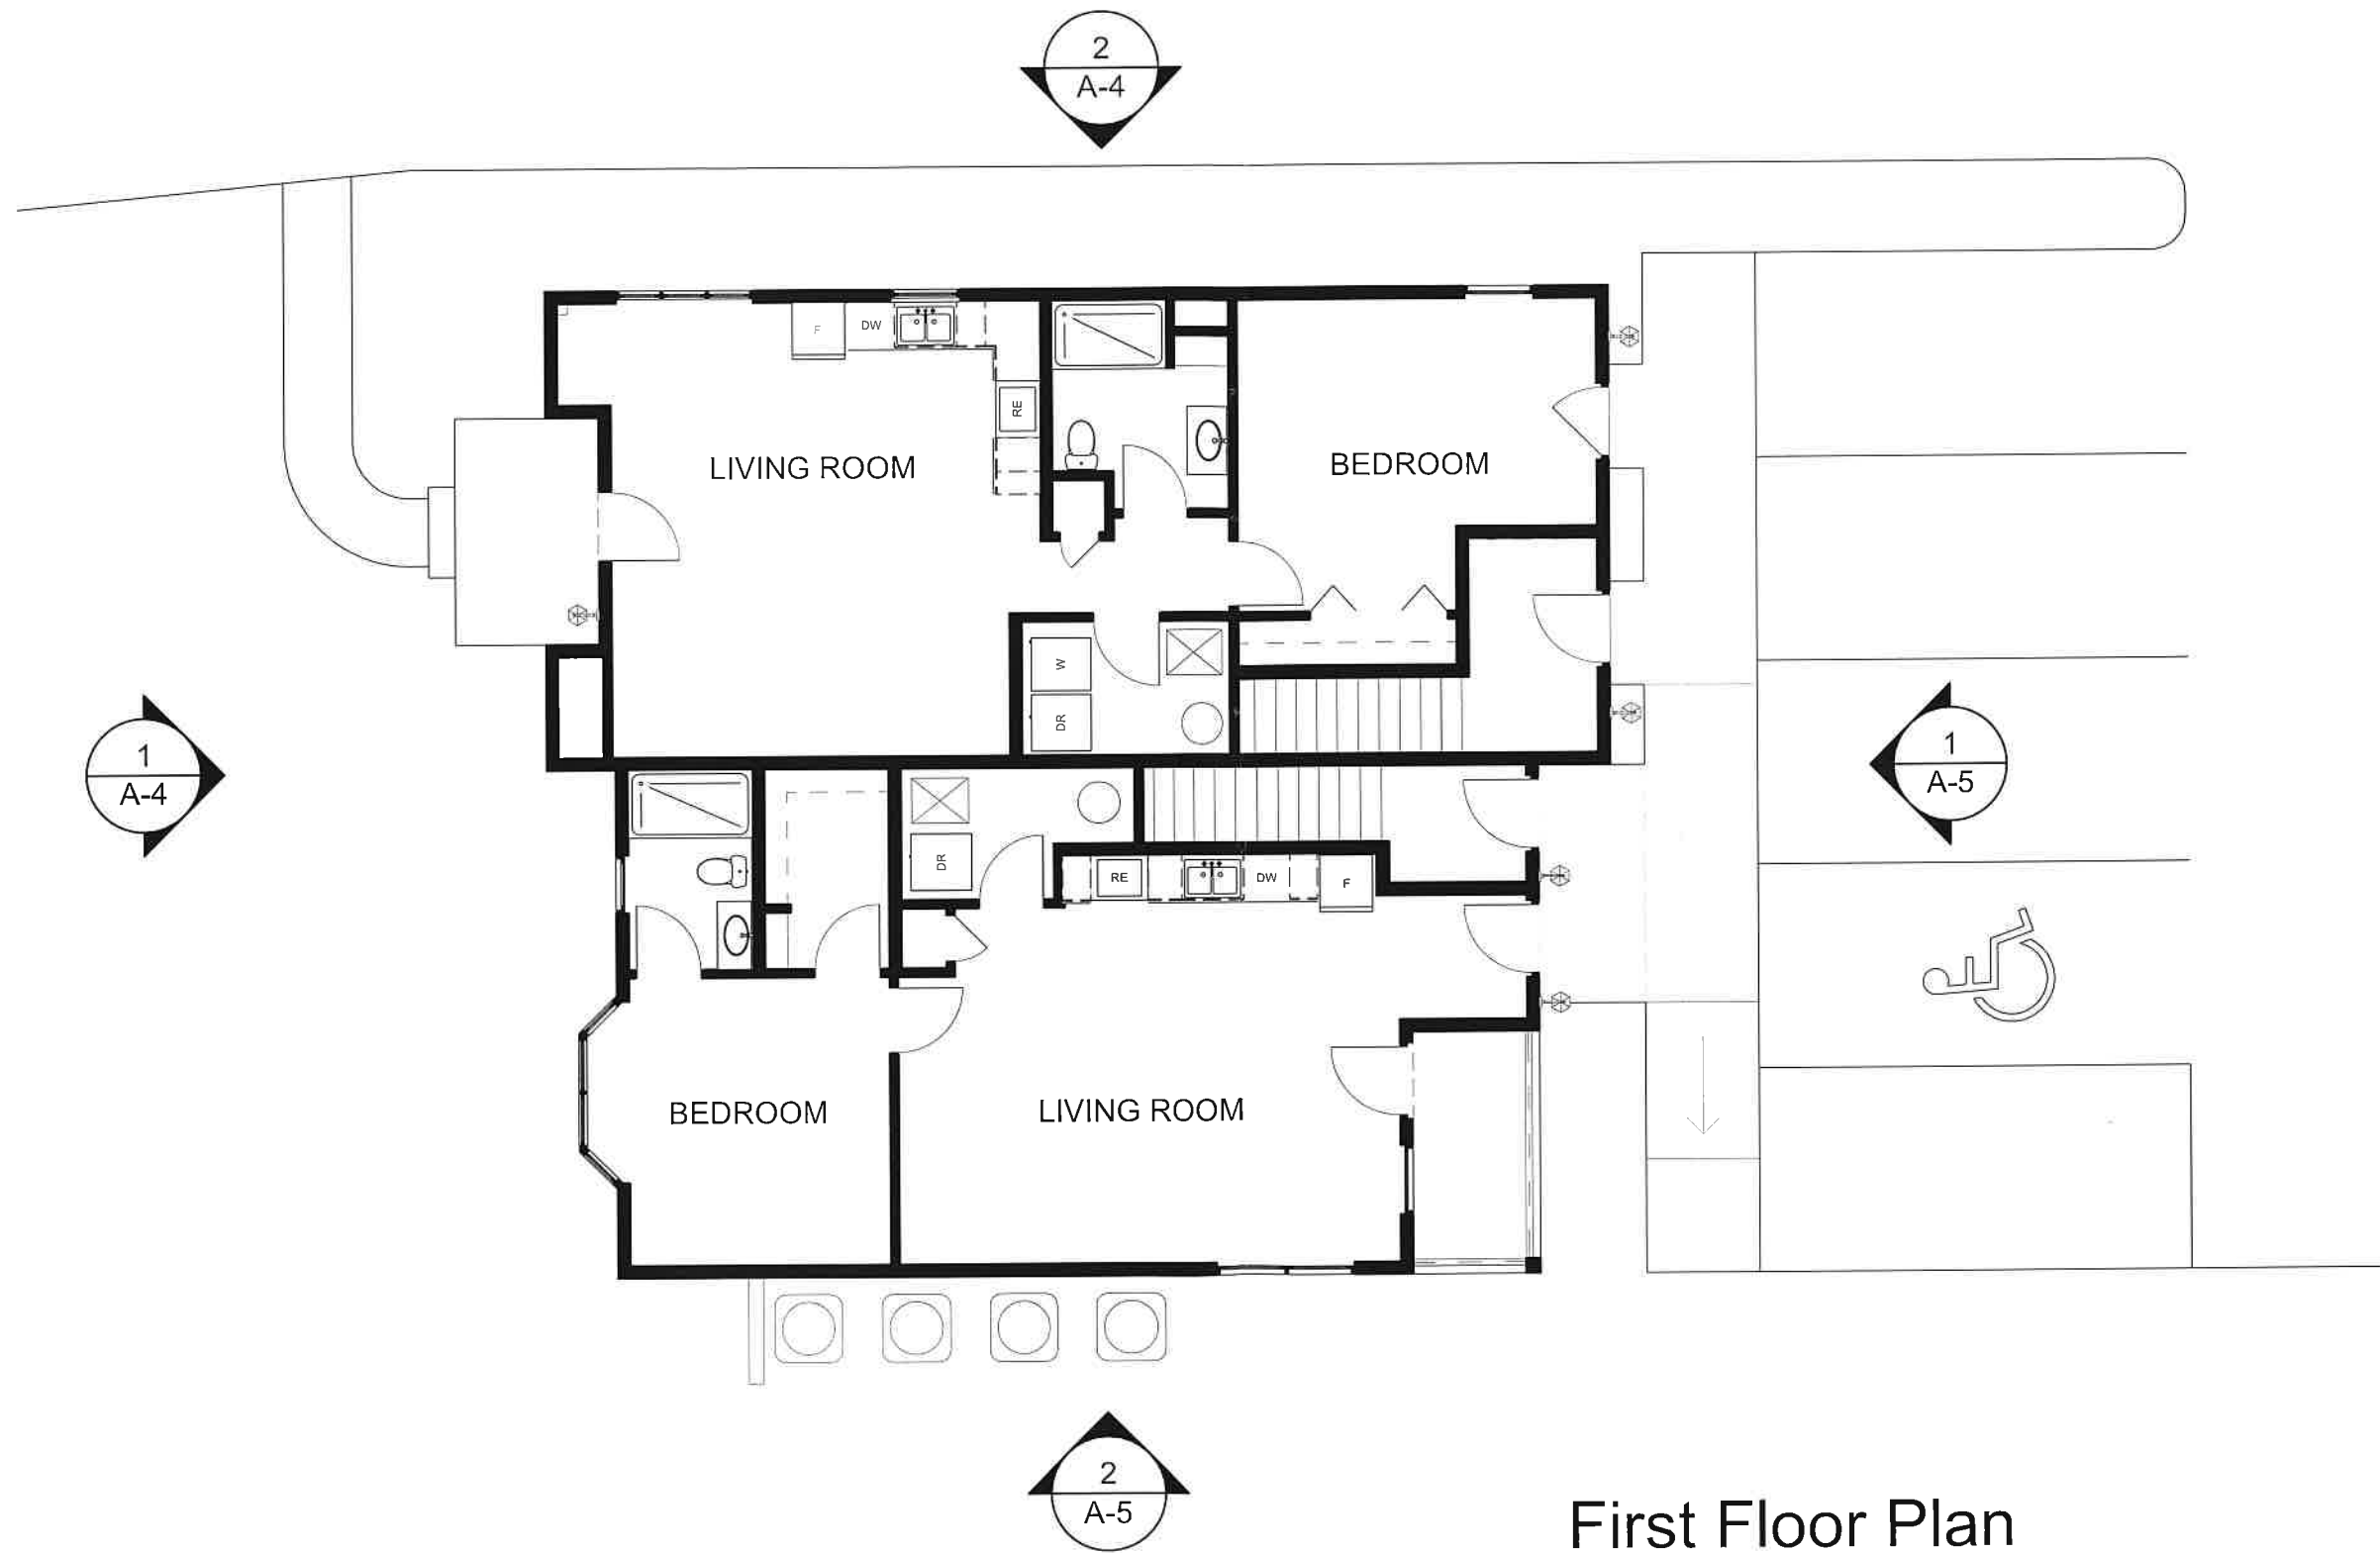 2
A-4
F
DW
RE
LIVING ROOM
BEDROOM
W
DR
1
A-4
1
A-5
DR
RE
DW
F
BEDROOM
LIVING ROOM
2
A-5
First Floor Plan